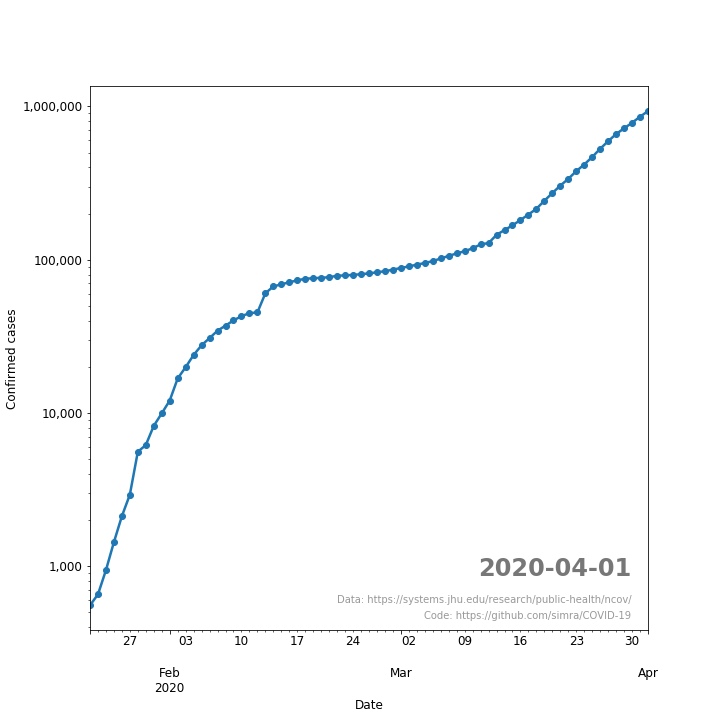 1,000,000
100,000
10,000
1,000
Confirmed cases
2020-04-01
Data: https://systems.jhu.edu/research/public-health/ncov/
Code: https://github.com/simra/COVID-19
27 03 10 17 24 02 09 16 23 30
Feb Mar Apr
2020
Date